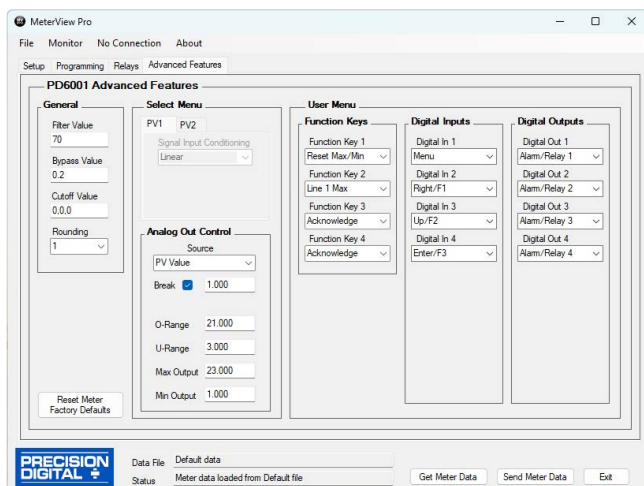 MeterView Pro
File Monitor No Connection About
Setup Programming Relays Advanced Features
PD6001 Advanced Features
General
Filter Value
70
Bypass Value
0.2
Cutoff Value
0,0,0
Rounding
1
Reset Meter
Factory Defaults
Select Menu
PV1 PV2
Signal Input Conditioning
Linear
Analog Out Control
Source
PV Value
Break 1.000
O-Range 21.000
U-Range 3.000
Max Output 23.000
Min Output 1.000
User Menu
Function Keys
Function Key 1
Reset Max/Min
Function Key 2
Line 1 Max
Function Key 3
Acknowledge
Function Key 4
Acknowledge
Digital Inputs
Digital In 1
Menu
Digital In 2
Right/F1
Digital In 3
Up/F2
Digital In 4
Enter/F3
Digital Outputs
Digital Out 1
Alarm/Relay 1
Digital Out 2
Alarm/Relay 2
Digital Out 3
Alarm/Relay 3
Digital Out 4
Alarm/Relay 4
PRECISION
DIGITAL
Data File Default data
Status Meter data loaded from Default file
Get Meter Data Send Meter Data Exit